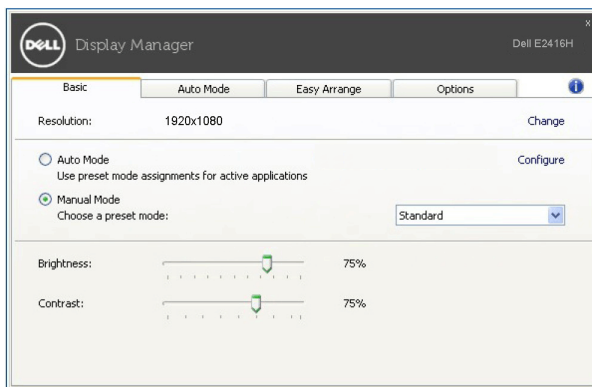 x
DELL Display Manager Dell E2416H
Basic Auto Mode Easy Arrange Options i
Resolution: 1920x1080 Change
Auto Mode Configure
Use preset mode assignments for active applications
Manual Mode
Choose a preset mode: Standard
Brightness: 75%
Contrast: 75%